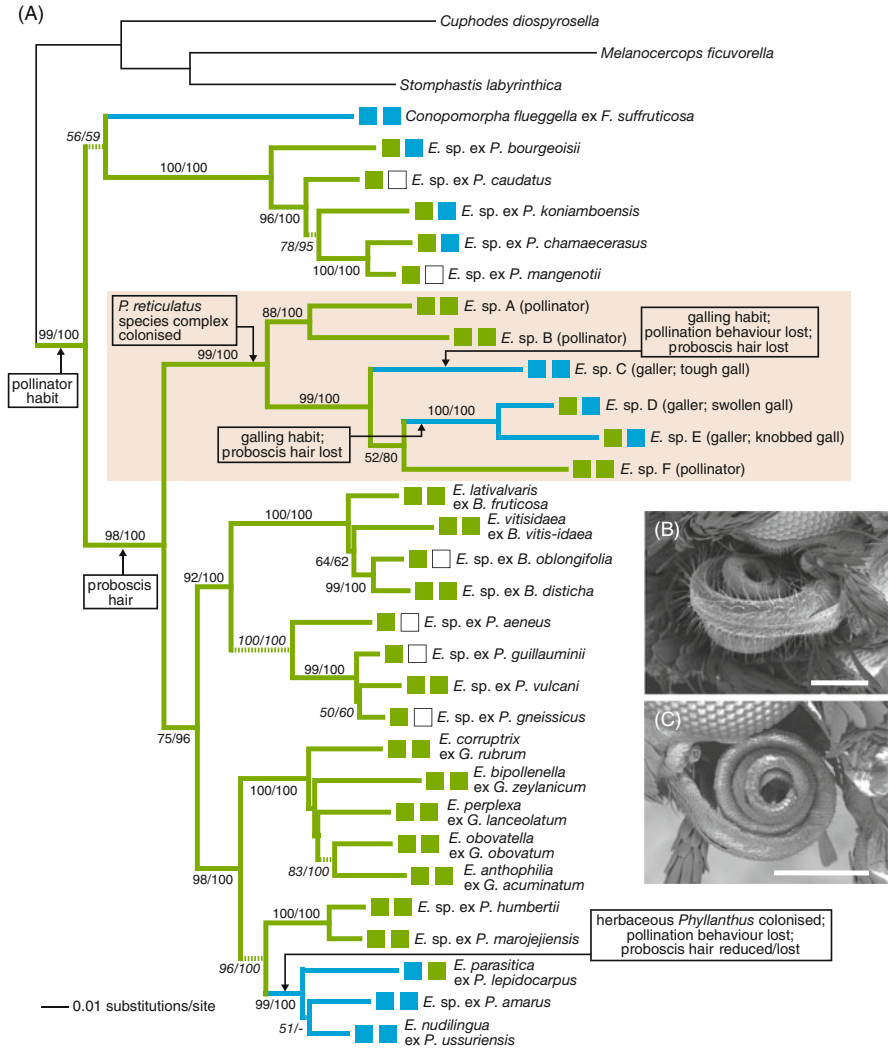 (A)
Cuphodes diospyrosella
Melanocercops ficuvorella
Stomphastis labyrinthica
56/59
Conopomorpha flueggella ex F. suffruticosa
100/100
E. sp. ex P. bourgeoisii
E. sp. ex P. caudatus
96/100
E. sp. ex P. koniamboensis
78/95
E. sp. ex P. chamaecerasus
100/100
E. sp. ex P. mangenotii
P. reticulatus
species complex
colonised
88/100
E. sp. A (pollinator)
E. sp. B (pollinator)
galling habit;
pollination behaviour lost;
proboscis hair lost
99/100
pollinator
habit
99/100
E. sp. C (galler; tough gall)
99/100
100/100
E. sp. D (galler; swollen gall)
galling habit;
proboscis hair lost
E. sp. E (galler; knobbed gall)
52/80
E. sp. F (pollinator)
98/100
proboscis
hair
100/100
E. lativalvaris
ex B. fruticosa
E. vitisidaea
ex B. vitis-idaea
64/62
E. sp. ex B. oblongifolia
99/100
E. sp. ex B. disticha
92/100
100/100
E. sp. ex P. aeneus
99/100
E. sp. ex P. guillauminii
E. sp. ex P. vulcani
50/60
E. sp. ex P. gneissicus
75/96
E. corruptrix
ex G. rubrum
100/100
E. bipollenella
ex G. zeylanicum
E. perplexa
ex G. lanceolatum
E. obovatella
ex G. obovatum
83/100
E. anthophilia
ex G. acuminatum
98/100
100/100
E. sp. ex P. humbertii
E. sp. ex P. marojejiensis
96/100
herbaceous Phyllanthus colonised;
pollination behaviour lost;
proboscis hair reduced/lost
99/100
E. parasitica
ex P. lepidocarpus
E. sp. ex P. amarus
51/-
E. nudilingua
ex P. ussuriensis
0.01 substitutions/site
(B)
(C)